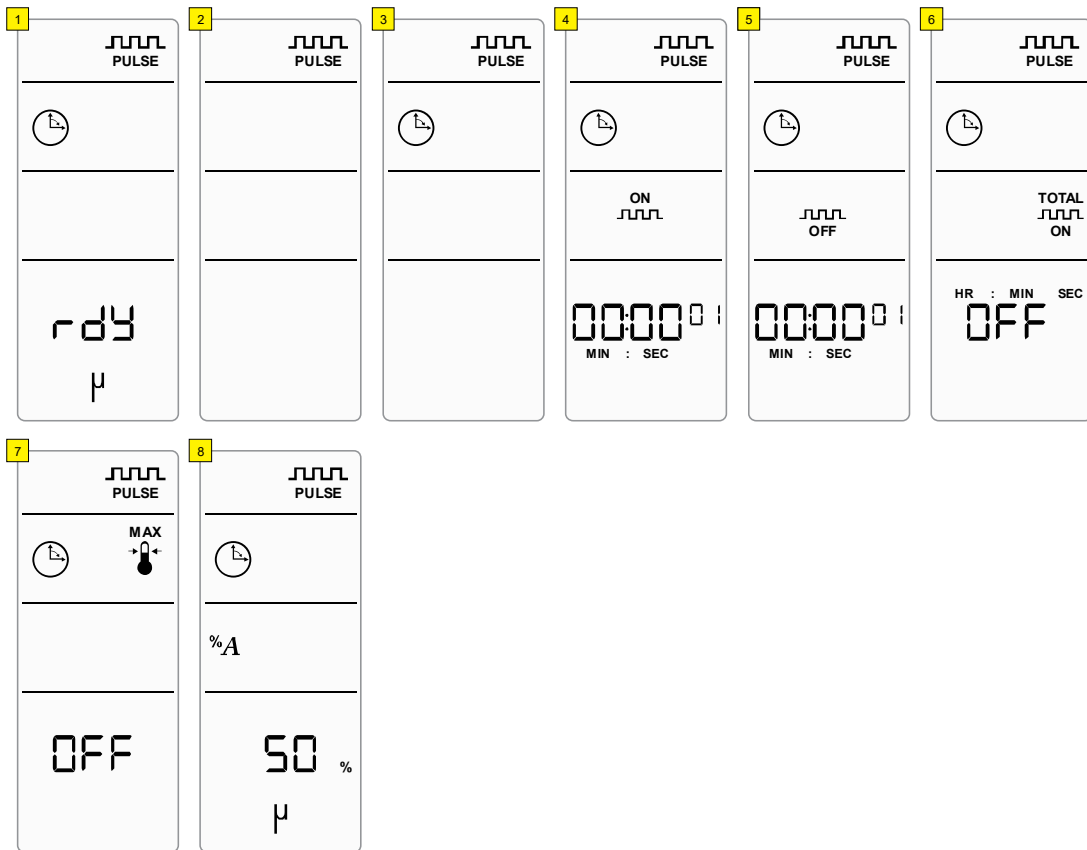 1
PULSE
rdy
µ
2
PULSE
3
PULSE
4
PULSE
ON
00:00 01
MIN : SEC
5
PULSE
OFF
00:00 01
MIN : SEC
6
PULSE
TOTAL
ON
HR : MIN SEC
OFF
7
PULSE
MAX
OFF
8
PULSE
%A
50 %
µ